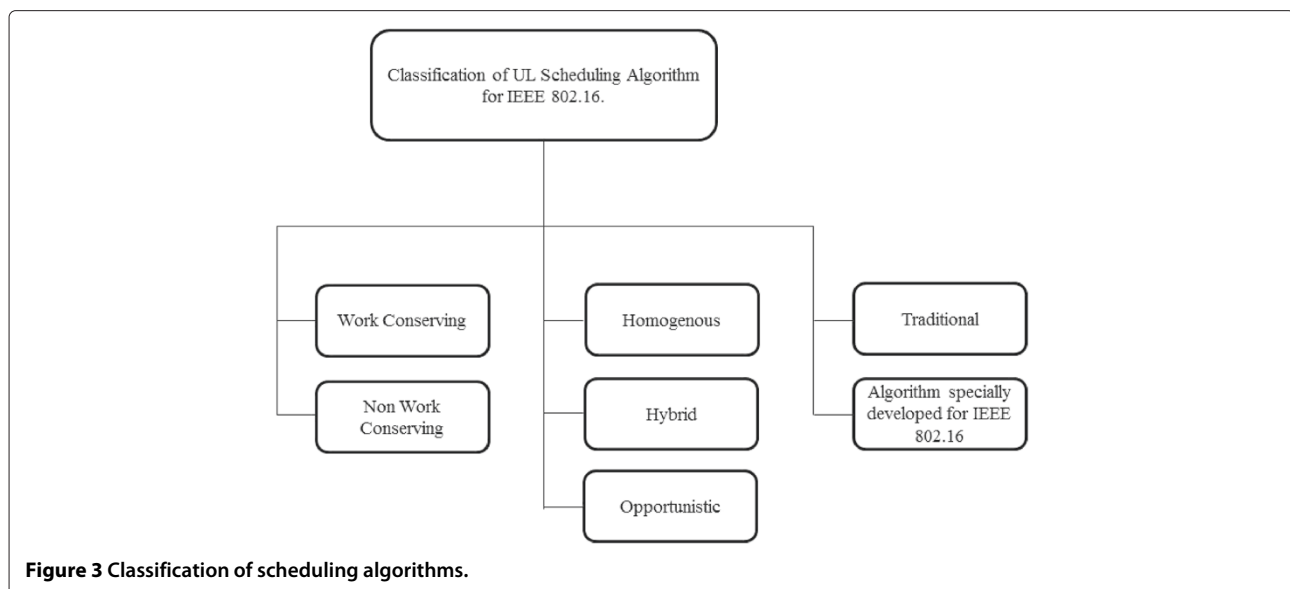 Classification of UL Scheduling Algorithm
for IEEE 802.16.
Work Conserving
Non Work
Conserving
Homogenous
Hybrid
Opportunistic
Traditional
Algorithm specially
developed for IEEE
802.16
Figure 3 Classification of scheduling algorithms.